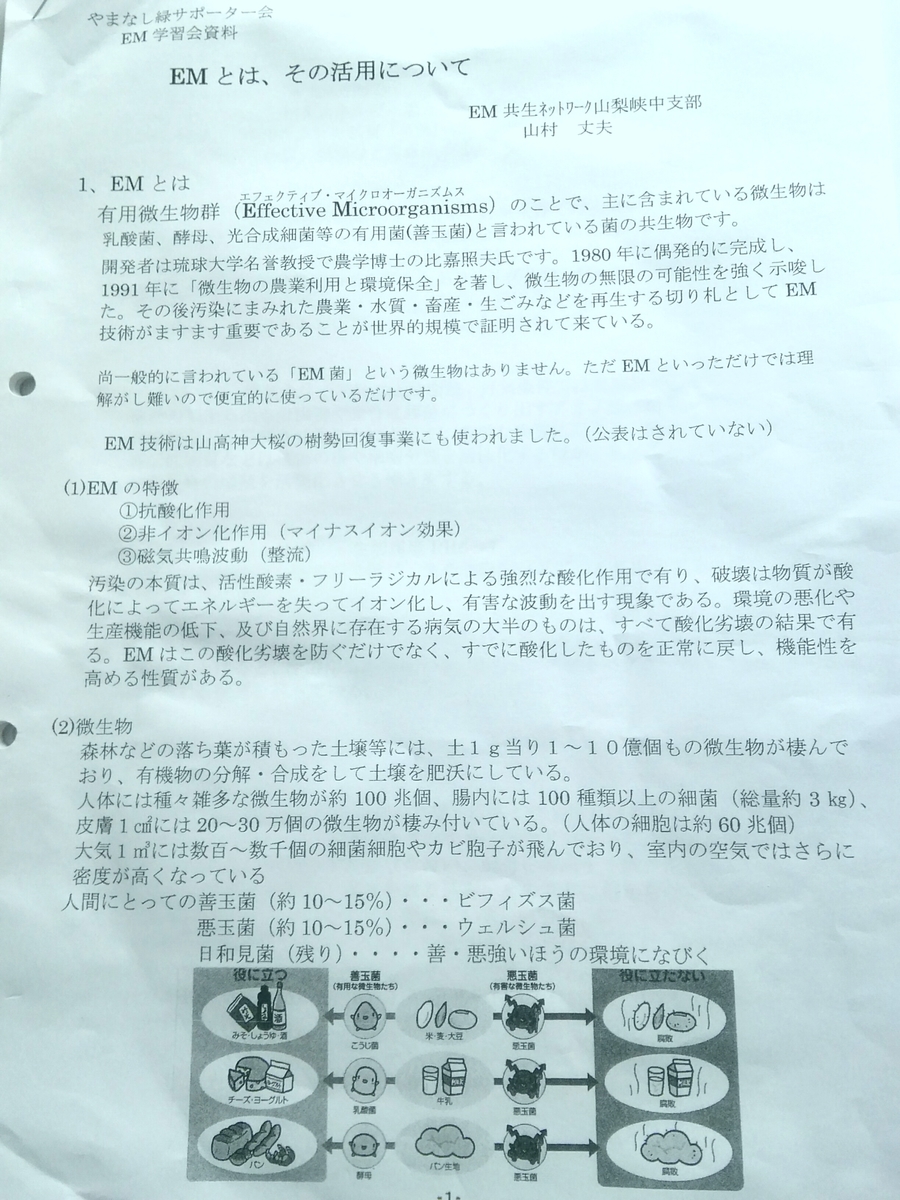 やまなし緑サポーター会
EM 学習会資料
EM とは、その活用について
EM 共生ﾈｯﾄﾜｰｸ山梨峡中支部
山村　丈夫
1、EM とは
エフェクティブ・マイクロオーガニズムス
有用微生物群（Effective Microorganisms）のことで、主に含まれている微生物は
乳酸菌、酵母、光合成細菌等の有用菌(善玉菌)と言われている菌の共生物です。
開発者は琉球大学名誉教授で農学博士の比嘉照夫氏です。1980 年に偶発的に完成し、
1991 年に「微生物の農業利用と環境保全」を著し、微生物の無限の可能性を強く示唆し
た。その後汚染にまみれた農業・水質・畜産・生ごみなどを再生する切り札として EM
技術がますます重要であることが世界的規模で証明されて来ている。
尚一般的に言われている「EM 菌」という微生物はありません。ただ EM といっただけでは理
解がし難いので便宜的に使っているだけです。
EM 技術は山高神大桜の樹勢回復事業にも使われました。（公表はされていない）
(1)EM の特徴
①抗酸化作用
②非イオン化作用（マイナスイオン効果）
③磁気共鳴波動（整流）
汚染の本質は、活性酸素・フリーラジカルによる強烈な酸化作用で有り、破壊は物質が酸
化によってエネルギーを失ってイオン化し、有害な波動を出す現象である。環境の悪化や
生産機能の低下、及び自然界に存在する病気の大半のものは、すべて酸化劣壊の結果で有
る。EM はこの酸化劣壊を防ぐだけでなく、すでに酸化したものを正常に戻し、機能性を
高める性質がある。
(2)微生物
森林などの落ち葉が積もった土壌等には、土１ｇ当り１～１０億個もの微生物が棲んで
おり、有機物の分解・合成をして土壌を肥沃にしている。
人体には種々雑多な微生物が約 100 兆個、腸内には 100 種類以上の細菌（総量約 3 ㎏）、
皮膚 1 ㎠には 20～30 万個の微生物が棲み付いている。（人体の細胞は約 60 兆個）
大気 1 ㎥には数百～数千個の細菌細胞やカビ胞子が飛んでおり、室内の空気ではさらに
密度が高くなっている
人間にとっての善玉菌（約 10～15%）・・・ビフィズス菌
悪玉菌（約 10～15%）・・・ウェルシュ菌
日和見菌（残り）・・・・善・悪強いほうの環境になびく
役に立つ 善玉菌 悪玉菌 役に立たない
(有用な微生物たち) (有害な微生物たち)
みそ・しょうゆ・酒 こうじ菌 米・麦・大豆 悪玉菌 腐敗
チーズ・ヨーグルト 乳酸菌 牛乳 悪玉菌 腐敗
パン 酵母 パン生地 悪玉菌 腐敗
-1-